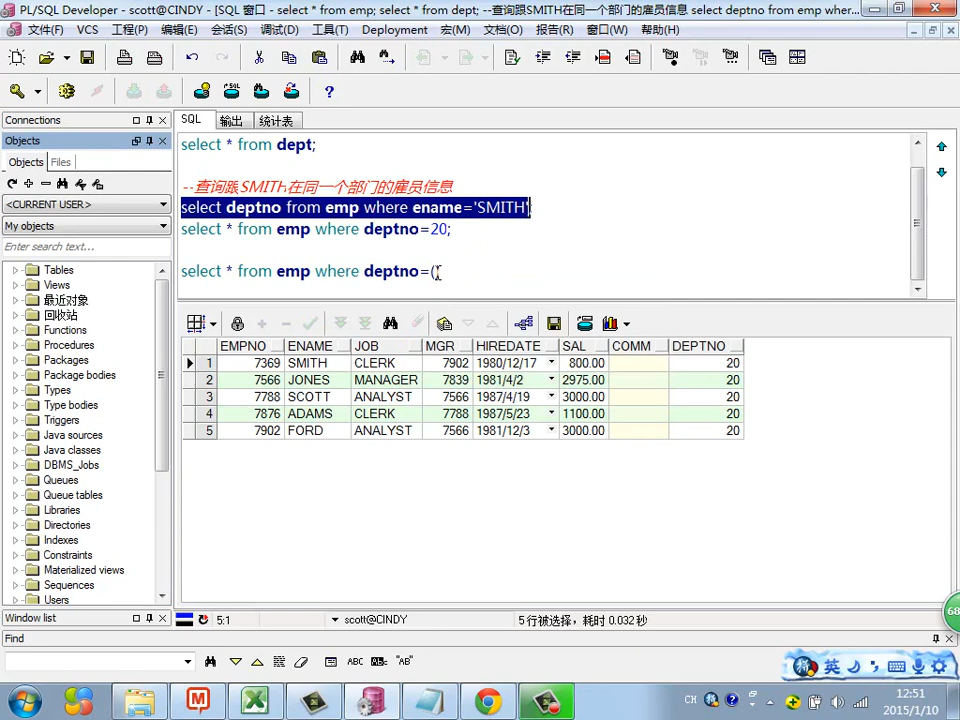 PL/SQL Developer - scott@CINDY - [SQL 窗口 - select * from emp; select * from dept; --查询跟SMITH在同一个部门的雇员信息 select deptno from emp wher...
文件(F) VCS 工程(P) 编辑(E) 会话(S) 调试(D) 工具(T) Deployment 宏(M) 文档(O) 报告(R) 窗口(W) 帮助(H)
Connections
SQL 输出 统计表
Objects
Objects Files
<CURRENT USER>
My objects
Enter search text...
Tables
Views
最近对象
回收站
Functions
Procedures
Packages
Package bodies
Types
Type bodies
Triggers
Java sources
Java classes
DBMS_Jobs
Queues
Queue tables
Libraries
Directories
Indexes
Constraints
Materialized views
Sequences
Users
select * from dept;
--查询跟SMITH在同一个部门的雇员信息
select deptno from emp where ename='SMITH';
select * from emp where deptno=20;
select * from emp where deptno=(
EMPNO ENAME JOB MGR HIREDATE SAL COMM DEPTNO
1 7369 SMITH CLERK 7902 1980/12/17 800.00 20
2 7566 JONES MANAGER 7839 1981/4/2 2975.00 20
3 7788 SCOTT ANALYST 7566 1987/4/19 3000.00 20
4 7876 ADAMS CLERK 7788 1987/5/23 1100.00 20
5 7902 FORD ANALYST 7566 1981/12/3 3000.00 20
Window list
5:1 scott@CINDY 5 行被选择，耗时 0.032 秒
Find
ABC "AB"
英
68
CH 12:51
2015/1/10